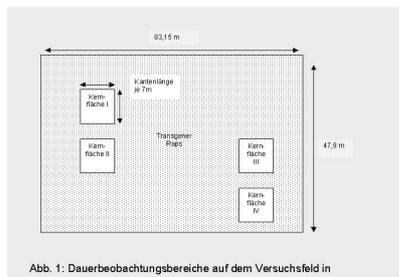 83,15 m
Kantenlänge
je 7m
Kern-
fläche I
Transgener
Raps
Kern-
fläche II
Kern-
fläche
III
47,9 m
Kern-
fläche
IV
Abb. 1: Dauerbeobachtungsbereiche auf dem Versuchsfeld in